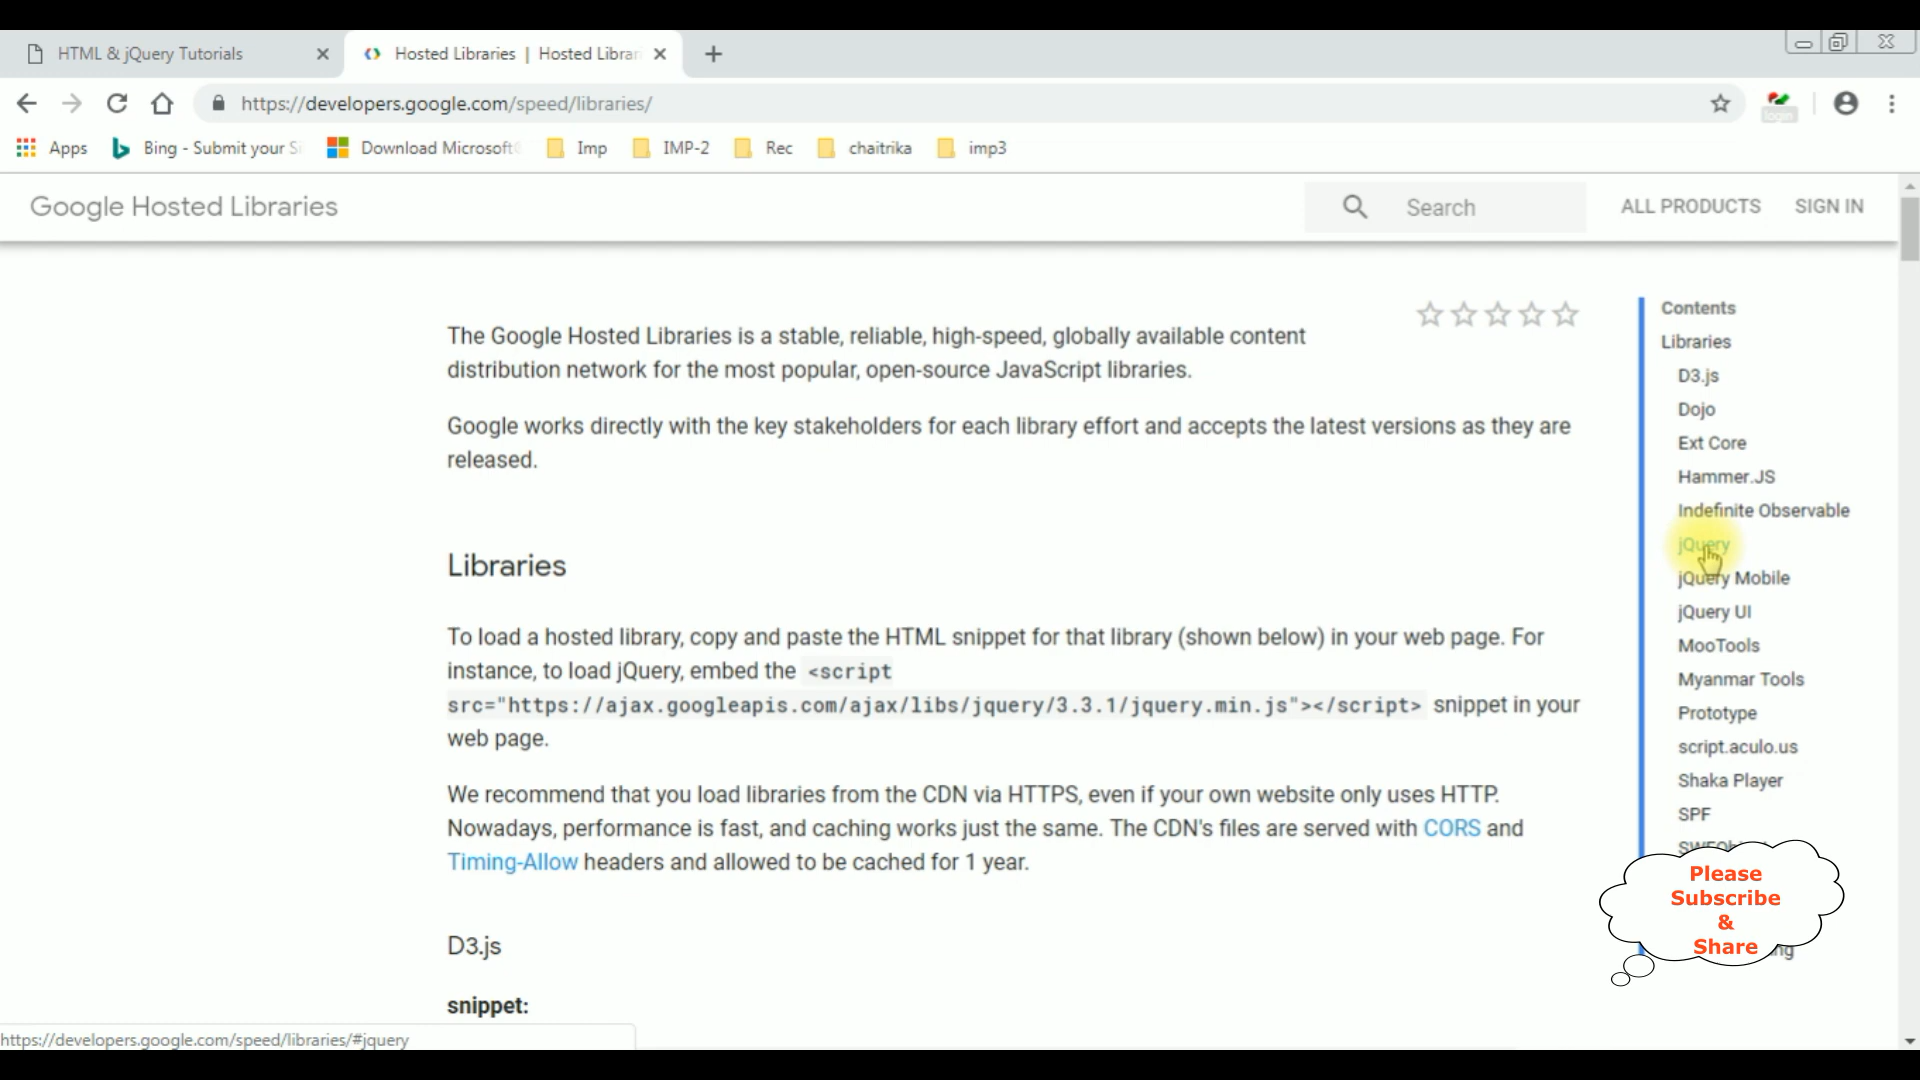 HTML & jQuery Tutorials
Hosted Libraries | Hosted Librar
https://developers.google.com/speed/libraries/
login
Apps
Bing - Submit your Si
Download Microsoft
Imp
IMP-2
Rec
chaitrika
imp3
Google Hosted Libraries
Search
ALL PRODUCTS
SIGN IN
The Google Hosted Libraries is a stable, reliable, high-speed, globally available content
distribution network for the most popular, open-source JavaScript libraries.
Google works directly with the key stakeholders for each library effort and accepts the latest versions as they are
released.
Libraries
To load a hosted library, copy and paste the HTML snippet for that library (shown below) in your web page. For
instance, to load jQuery, embed the <script
src="https://ajax.googleapis.com/ajax/libs/jquery/3.3.1/jquery.min.js"></script> snippet in your
web page.
We recommend that you load libraries from the CDN via HTTPS, even if your own website only uses HTTP.
Nowadays, performance is fast, and caching works just the same. The CDN's files are served with CORS and
Timing-Allow headers and allowed to be cached for 1 year.
D3.js
snippet:
Contents
Libraries
D3.js
Dojo
Ext Core
Hammer.JS
Indefinite Observable
jQuery
jQuery Mobile
jQuery UI
MooTools
Myanmar Tools
Prototype
script.aculo.us
Shaka Player
SPF
Please
Subscribe
&
Share
https://developers.google.com/speed/libraries/#jquery